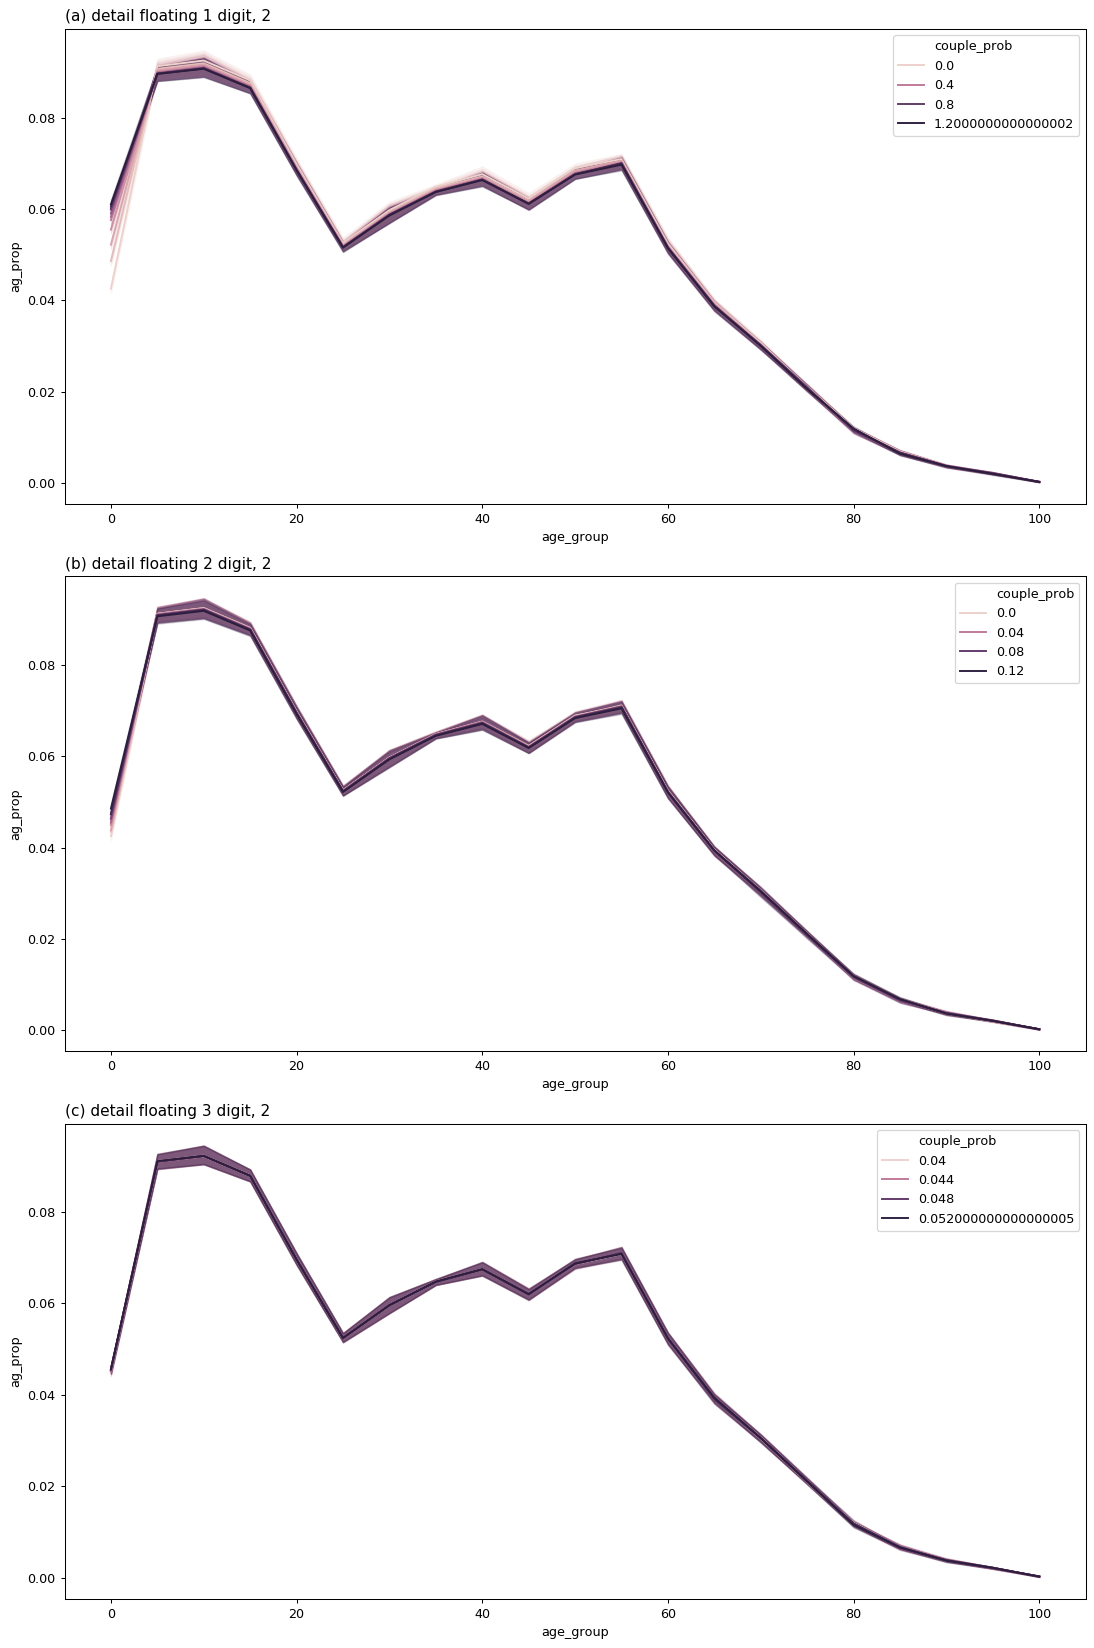 (a) detail floating 1 digit, 2
couple_prob
0.0
0.4
0.8
1.2000000000000002
0.08
0.06
0.04
0.02
0.00
ag_prop
0 20 40 60 80 100
age_group
(b) detail floating 2 digit, 2
couple_prob
0.0
0.04
0.08
0.12
0.08
0.06
0.04
0.02
0.00
ag_prop
0 20 40 60 80 100
age_group
(c) detail floating 3 digit, 2
couple_prob
0.04
0.044
0.048
0.052000000000000005
0.08
0.06
0.04
0.02
0.00
ag_prop
0 20 40 60 80 100
age_group